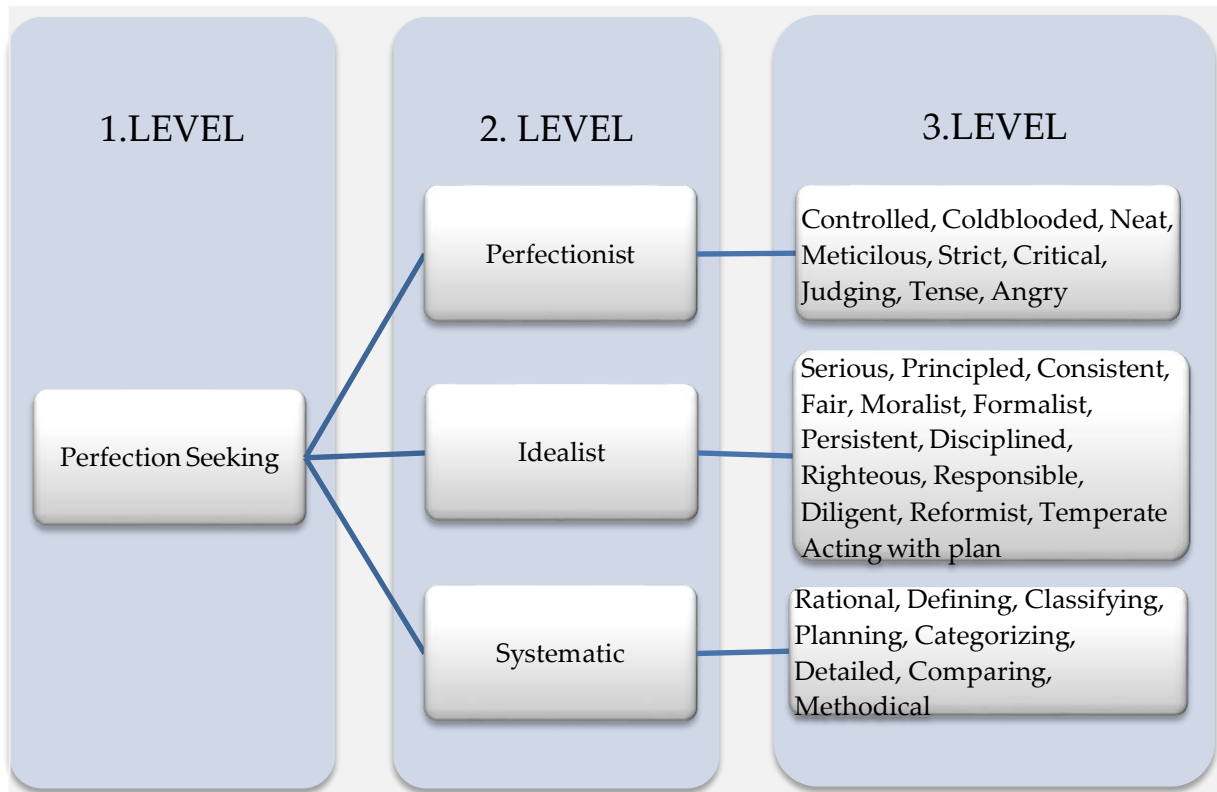 1.LEVEL
2. LEVEL
3.LEVEL
Perfection Seeking
Perfectionist
Idealist
Systematic
Controlled, Coldblooded, Neat,
Meticilous, Strict, Critical,
Judging, Tense, Angry
Serious, Principled, Consistent,
Fair, Moralist, Formalist,
Persistent, Disciplined,
Righteous, Responsible,
Diligent, Reformist, Temperate
Acting with plan
Rational, Defining, Classifying,
Planning, Categorizing,
Detailed, Comparing,
Methodical